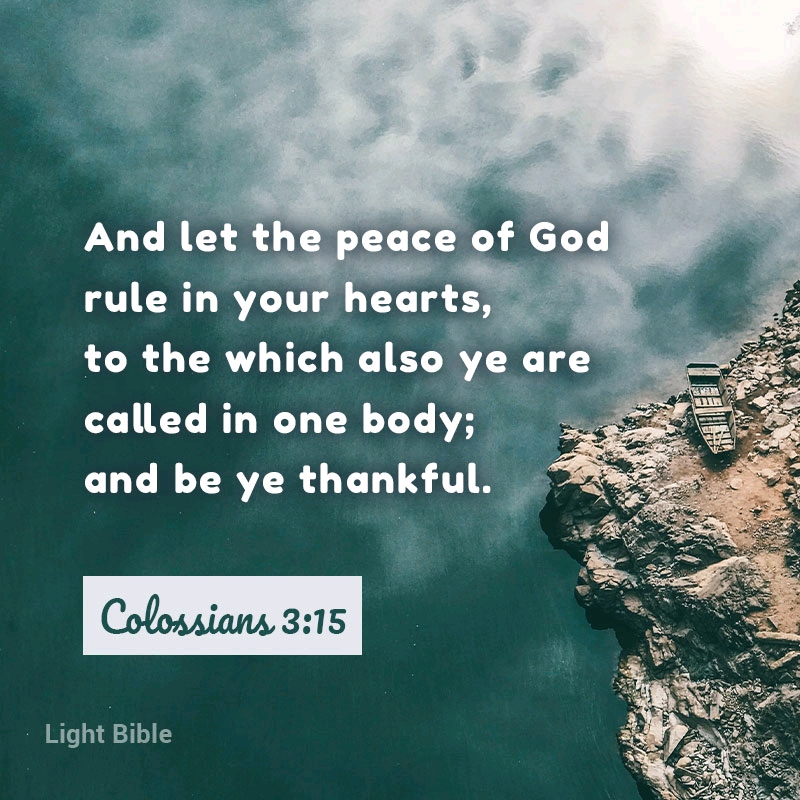 And let the peace of God
rule in your hearts,
to the which also ye are
called in one body;
and be ye thankful.
Colossians 3:15
Light Bible